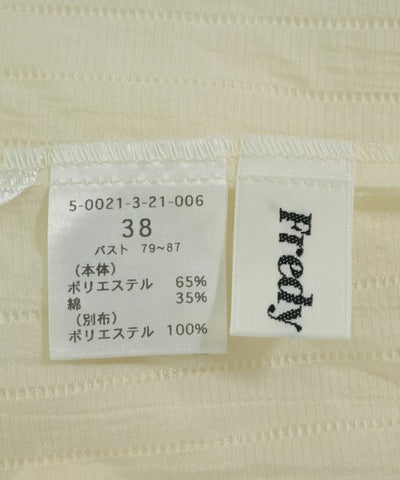 5-0021-3-21-006
38
バスト 79~87
(本体)
ポリエステル 65%
綿 35%
(別布)
ポリエステル 100%
Fredy